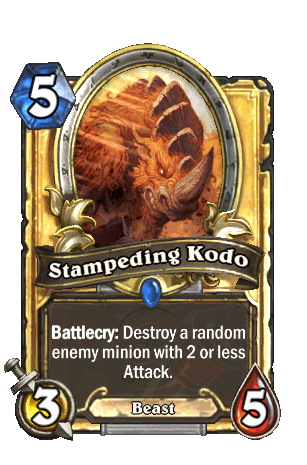 5
Stampeding Kodo
Battlecry: Destroy a random
enemy minion with 2 or less
Attack.
3
Beast
5